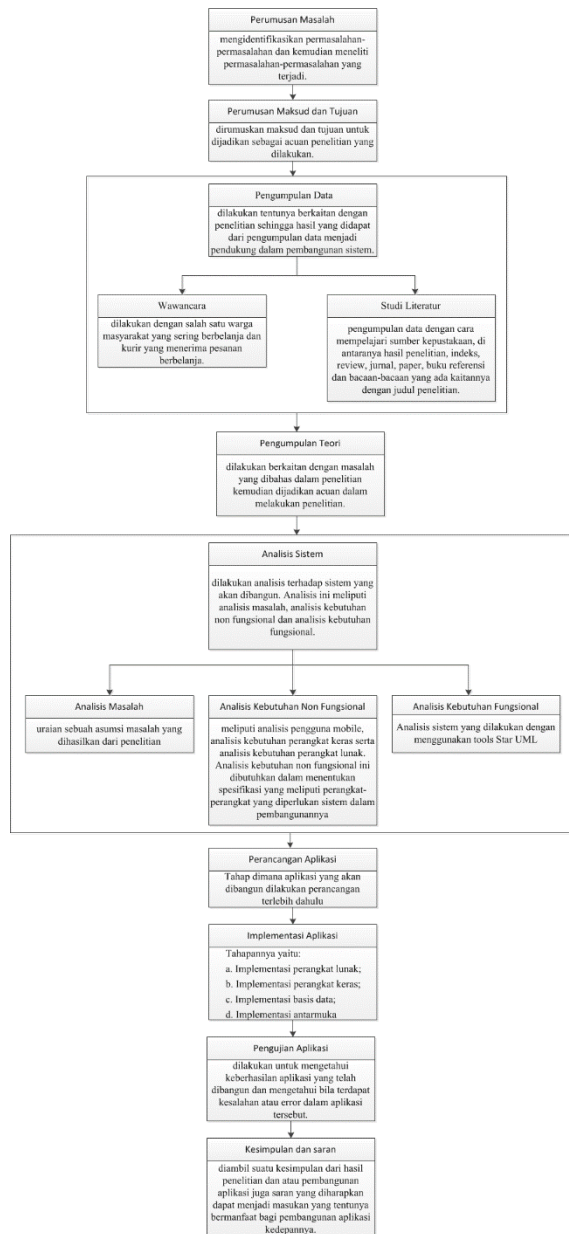 Perumusan Masalah
mengidentifikasikan permasalahan-
permasalahan dan kemudian meneliti
permasalahan-permasalahan yang
terjadi.
Perumusan Maksud dan Tujuan
dirumuskan maksud dan tujuan untuk
dijadikan sebagai acuan penelitian yang
dilakukan.
Pengumpulan Data
dilakukan tentunya berkaitan dengan
penelitian sehingga hasil yang didapat
dari pengumpulan data menjadi
pendukung dalam pembangunan sistem.
Wawancara
dilakukan dengan salah satu warga
masyarakat yang sering berbelanja dan
kurir yang menerima pesanan
berbelanja.
Studi Literatur
pengumpulan data dengan cara
mempelajari sumber kepustakaan, di
antaranya hasil penelitian, indeks,
review, jurnal, paper, buku referensi
dan bacaan-bacaan yang ada kaitannya
dengan judul penelitian.
Pengumpulan Teori
dilakukan berkaitan dengan masalah
yang dibahas dalam penelitian
kemudian dijadikan acuan dalam
melakukan penelitian.
Analisis Sistem
dilakukan analisis terhadap sistem yang
akan dibangun. Analisis ini meliputi
analisis masalah, analisis kebutuhan
non fungsional dan analisis kebutuhan
fungsional.
Analisis Masalah
uraian sebuah asumsi masalah yang
dihasilkan dari penelitian
Analisis Kebutuhan Non Fungsional
meliputi analisis pengguna mobile,
analisis kebutuhan perangkat keras serta
analisis kebutuhan perangkat lunak.
Analisis kebutuhan non fungsional ini
dibutuhkan dalam menentukan
spesifikasi yang meliputi perangkat-
perangkat yang diperlukan sistem dalam
pembangunannya
Analisis Kebutuhan Fungsional
Analisis sistem yang dilakukan dengan
menggunakan tools Star UML
Perancangan Aplikasi
Tahap dimana aplikasi yang akan
dibangun dilakukan perancangan
terlebih dahulu
Implementasi Aplikasi
Tahapannya yaitu:
a. Implementasi perangkat lunak;
b. Implementasi perangkat keras;
c. Implementasi basis data;
d. Implementasi antarmuka
Pengujian Aplikasi
dilakukan untuk mengetahui
keberhasilan aplikasi yang telah
dibangun dan mengetahui bila terdapat
kesalahan atau error dalam aplikasi
tersebut.
Kesimpulan dan saran
diambil suatu kesimpulan dari hasil
penelitian dan atau pembangunan
aplikasi juga saran yang diharapkan
dapat menjadi masukan yang tentunya
bermanfaat bagi pembangunan aplikasi
kedepannya.